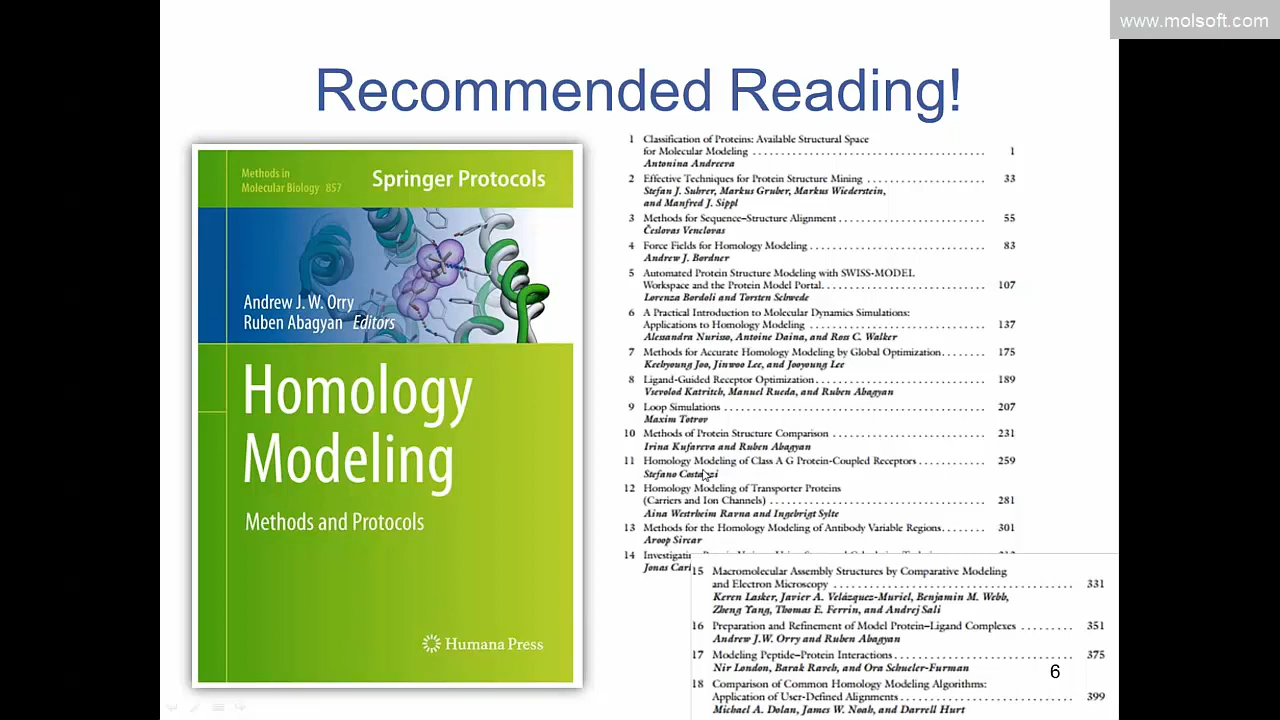 www.molsoft.com
Recommended Reading!
Methods in
Molecular Biology 857
Springer Protocols
Andrew J. W. Orry
Ruben Abagyan Editors
Homology
Modeling
Methods and Protocols
Humana Press
1 Classification of Proteins: Available Structural Space
for Molecular Modeling 1
Antonina Andreeva
2 Effective Techniques for Protein Structure Mining 33
Stefan J. Suhrer, Markus Gruber, Markus Wiederstein,
and Manfred J. Sippl
3 Methods for Sequence–Structure Alignment 55
Česlovas Venclovas
4 Force Fields for Homology Modeling 83
Andrew J. Bordner
5 Automated Protein Structure Modeling with SWISS-MODEL
Workspace and the Protein Model Portal 107
Lorenza Bordoli and Torsten Schwede
6 A Practical Introduction to Molecular Dynamics Simulations:
Applications to Homology Modeling 137
Alessandra Nurisso, Antoine Daina, and Ross C. Walker
7 Methods for Accurate Homology Modeling by Global Optimization 175
Keehyoung Joo, Jinwoo Lee, and Jooyoung Lee
8 Ligand-Guided Receptor Optimization 189
Vsevolod Katritch, Manuel Rueda, and Ruben Abagyan
9 Loop Simulations 207
Maxim Totrov
10 Methods of Protein Structure Comparison 231
Irina Kufareva and Ruben Abagyan
11 Homology Modeling of Class A G Protein-Coupled Receptors 259
Stefano Costanzi
12 Homology Modeling of Transporter Proteins
(Carriers and Ion Channels) 281
Aina Westrheim Ravna and Ingebrigt Sylte
13 Methods for the Homology Modeling of Antibody Variable Regions 301
Aroop Sircar
14
Jonas
15 Macromolecular Assembly Structures by Comparative Modeling
and Electron Microscopy 331
Keren Lasker, Javier A. Velázquez-Muriel, Benjamin M. Webb,
Zheng Yang, Thomas E. Ferrin, and Andrej Sali
16 Preparation and Refinement of Model Protein–Ligand Complexes 351
Andrew J.W. Orry and Ruben Abagyan
17 Modeling Peptide–Protein Interactions 375
Nir London, Barak Raveh, and Ora Schueler-Furman
18 Comparison of Common Homology Modeling Algorithms:
Application of User-Defined Alignments 399
Michael A. Dolan, James W. Noah, and Darrell Hurt
6